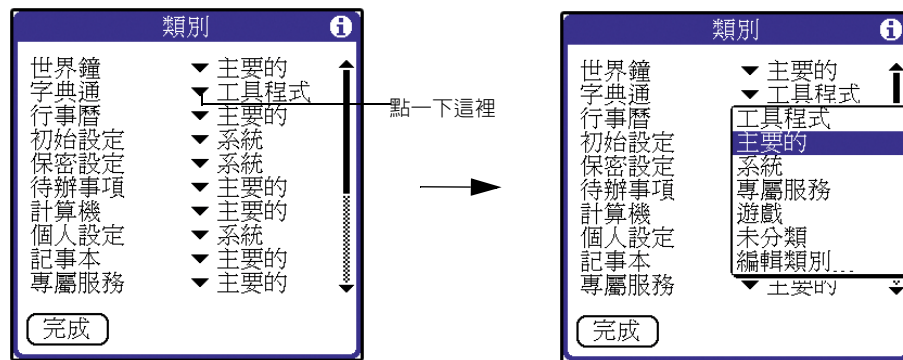 類別
世界鐘 主要的
字典通 工具程式
行事曆 主要的
初始設定 系統
保密設定 系統
待辦事項 主要的
計算機 主要的
個人設定 系統
記事本 主要的
專屬服務 主要的
完成
點一下這裡
類別
世界鐘 主要的
字典通 工具程式
行事曆 工具程式
初始設定 主要的
保密設定 系統
待辦事項 專屬服務
計算機 遊戲
個人設定 未分類
記事本 編輯類別...
專屬服務 主要的
完成